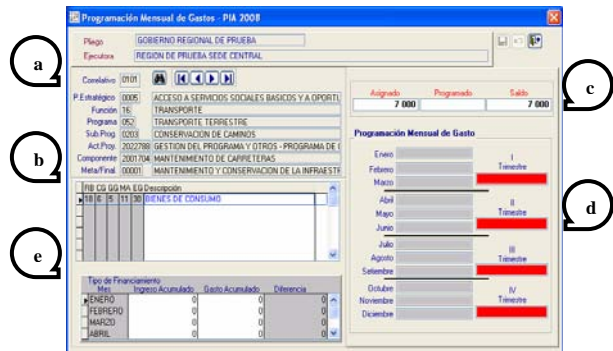 Programación Mensual de Gastos - PIA 2008
Pliego GOBIERNO REGIONAL DE PRUEBA
Ejecutora REGION DE PRUEBA SEDE CENTRAL
a
Correlativo 0101
P.Estratégico 0005 ACCESO A SERVICIOS SOCIALES BASICOS Y A OPORTL
Función 16 TRANSPORTE
Programa 052 TRANSPORTE TERRESTRE
Sub.Prog. 0203 CONSERVACION DE CAMINOS
Act.Proy. 2022788 GESTION DEL PROGRAMA Y OTROS - PROGRAMA DE
Componente 2001704 MANTENIMIENTO DE CARRETERAS
Meta/Final. 00001 MANTENIMIENTO Y CONSERVACION DE LA INFRAESTR
b
RB CG GG MA EG Descripción
18 6 5 11 30 BIENES DE CONSUMO
e
Tipo de Financiamiento
Mes Ingreso Acumulado Gasto Acumulado Diferencia
ENERO 0 0 0
FEBRERO 0 0 0
MARZO 0 0 0
ABRIL 0 0 0
c
Asignado Programado Saldo
7 000 7 000
Programación Mensual de Gasto
Enero
Febrero I Trimestre
Marzo
Abril
Mayo II Trimestre
Junio
d
Julio
Agosto III Trimestre
Setiembre
Octubre
Noviembre IV Trimestre
Diciembre